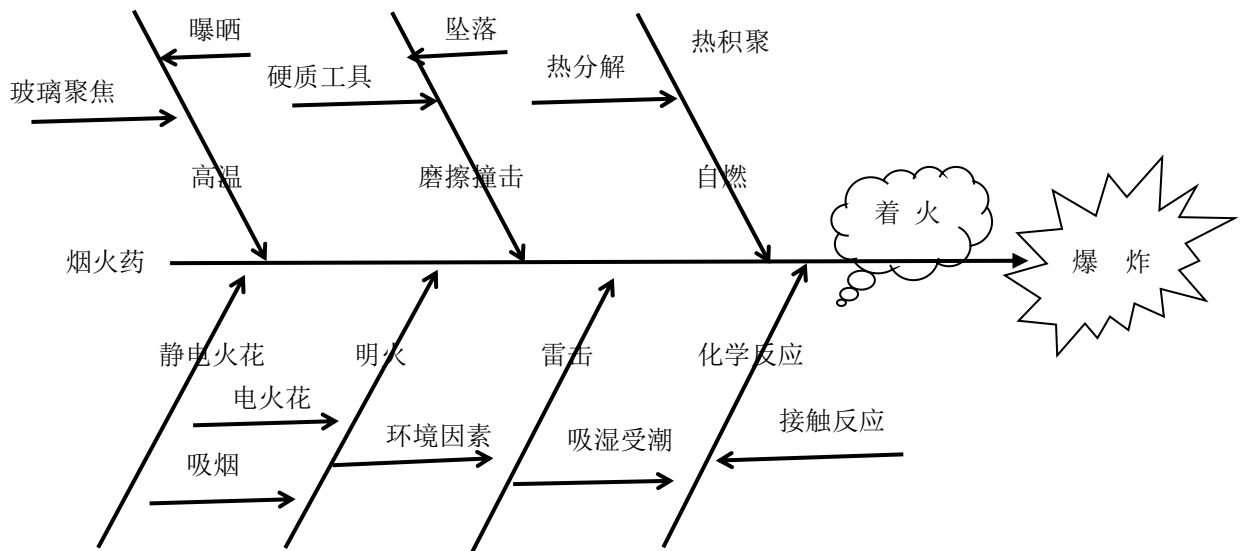 曝晒
坠落
热积聚
玻璃聚焦
硬质工具
热分解
高温
磨擦撞击
自燃
着 火
烟火药
爆 炸
静电火花
明火
雷击
化学反应
电火花
环境因素
吸湿受潮
接触反应
吸烟